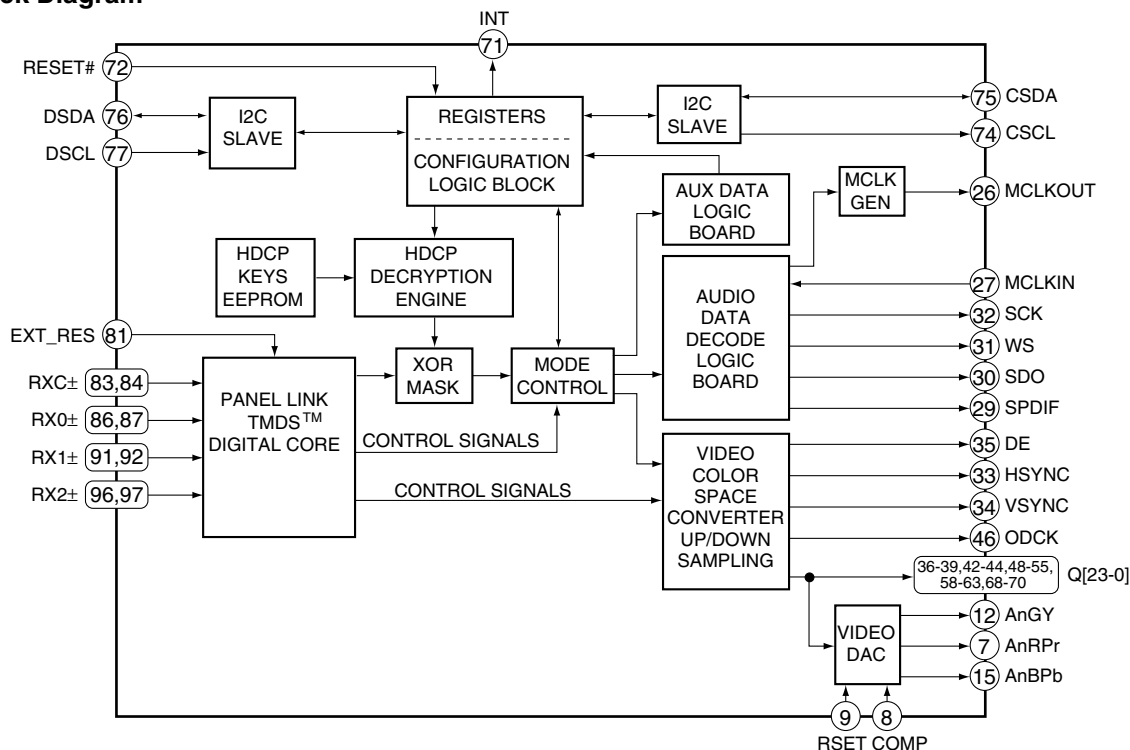 ck Diagram
INT
71
RESET# 72
DSDA 76
DSCL 77
I2C
SLAVE
REGISTERS
CONFIGURATION
LOGIC BLOCK
I2C
SLAVE
75 CSDA
74 CSCL
AUX DATA
LOGIC
BOARD
MCLK
GEN
26 MCLKOUT
HDCP
KEYS
EEPROM
HDCP
DECRYPTION
ENGINE
AUDIO
DATA
DECODE
LOGIC
BOARD
27 MCLKIN
32 SCK
31 WS
30 SDO
29 SPDIF
EXT_RES 81
RXC± 83,84
RX0± 86,87
RX1± 91,92
RX2± 96,97
PANEL LINK
TMDS™
DIGITAL CORE
XOR
MASK
MODE
CONTROL
CONTROL SIGNALS
CONTROL SIGNALS
VIDEO
COLOR
SPACE
CONVERTER
UP/DOWN
SAMPLING
35 DE
33 HSYNC
34 VSYNC
46 ODCK
36-39,42-44,48-55,
58-63,68-70
Q[23-0]
VIDEO
DAC
12 AnGY
7 AnRPr
15 AnBPb
9 8
RSET COMP